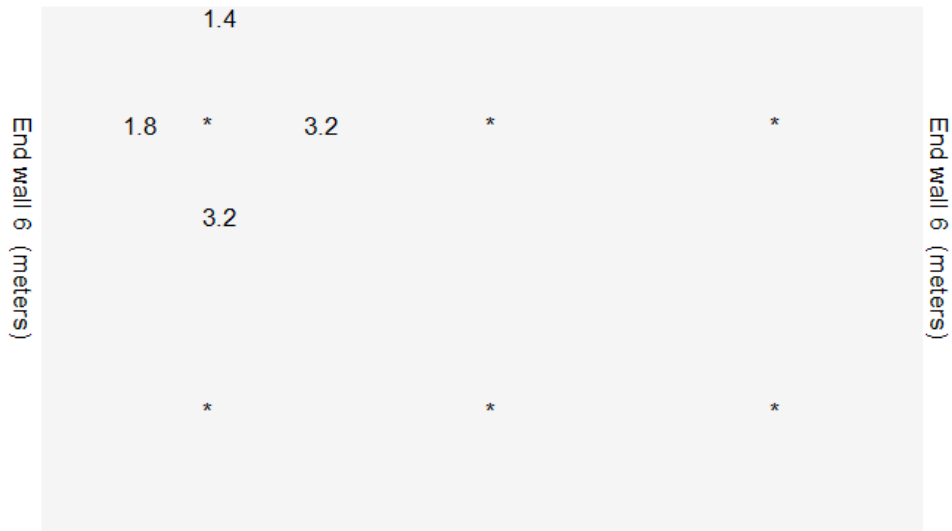 1.4
End wall 6 (meters)
1.8 * 3.2 * *
End wall 6 (meters)
3.2
* * *